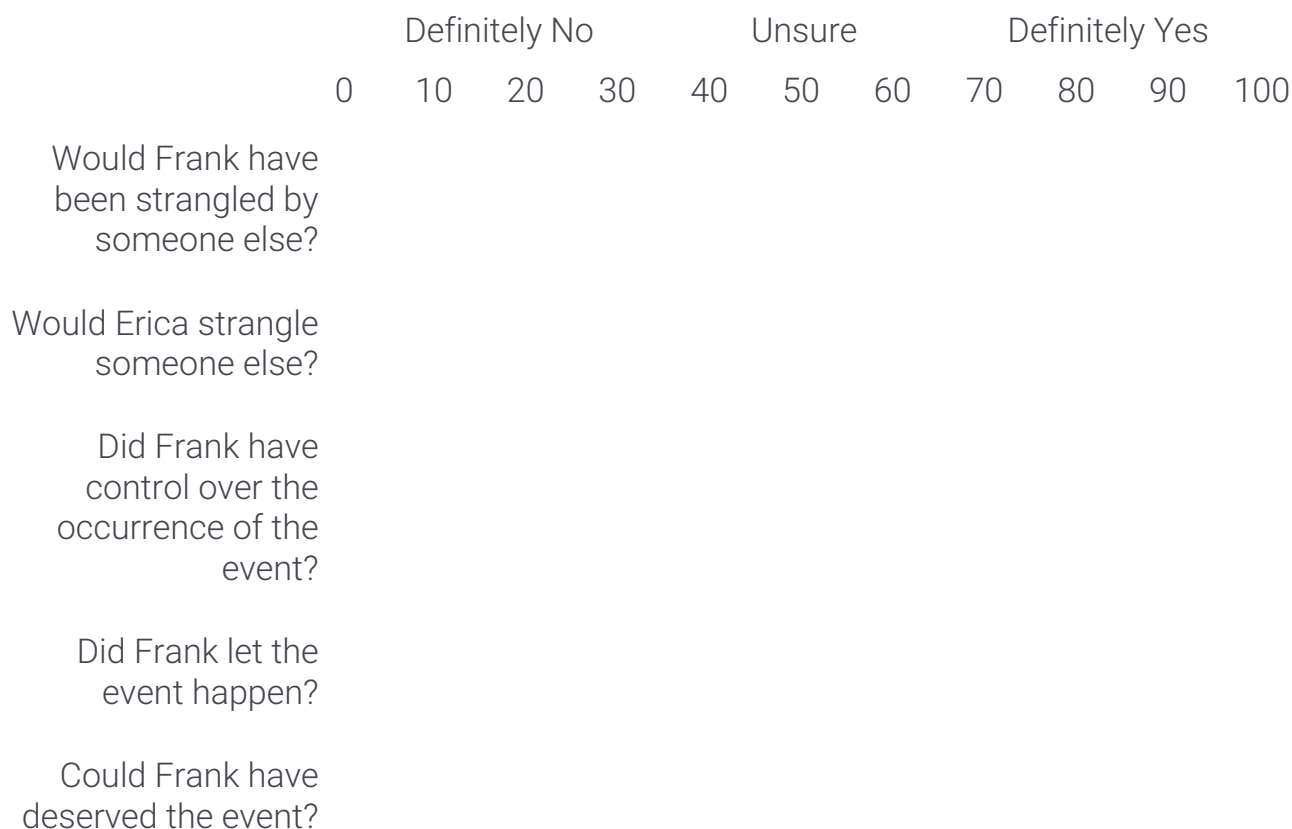 Definitely No Unsure Definitely Yes
0 10 20 30 40 50 60 70 80 90 100
Would Frank have
been strangled by
someone else?
Would Erica strangle
someone else?
Did Frank have
control over the
occurrence of the
event?
Did Frank let the
event happen?
Could Frank have
deserved the event?